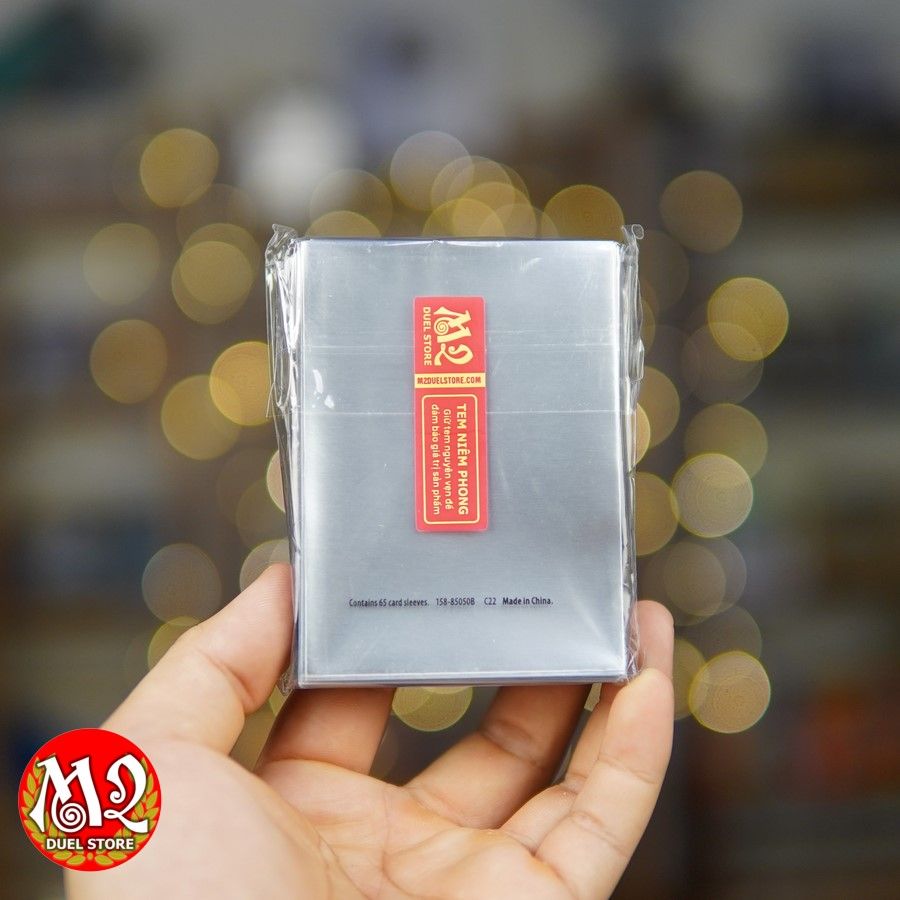 M2
DUEL STORE
M2DUELSTORE.COM
TEM NIÊM PHONG
Giữ tem nguyên vẹn để
đảm bảo giá trị sản phẩm
Contains 65 card sleeves. 158-85050B C22 Made in China.
M2
DUEL STORE